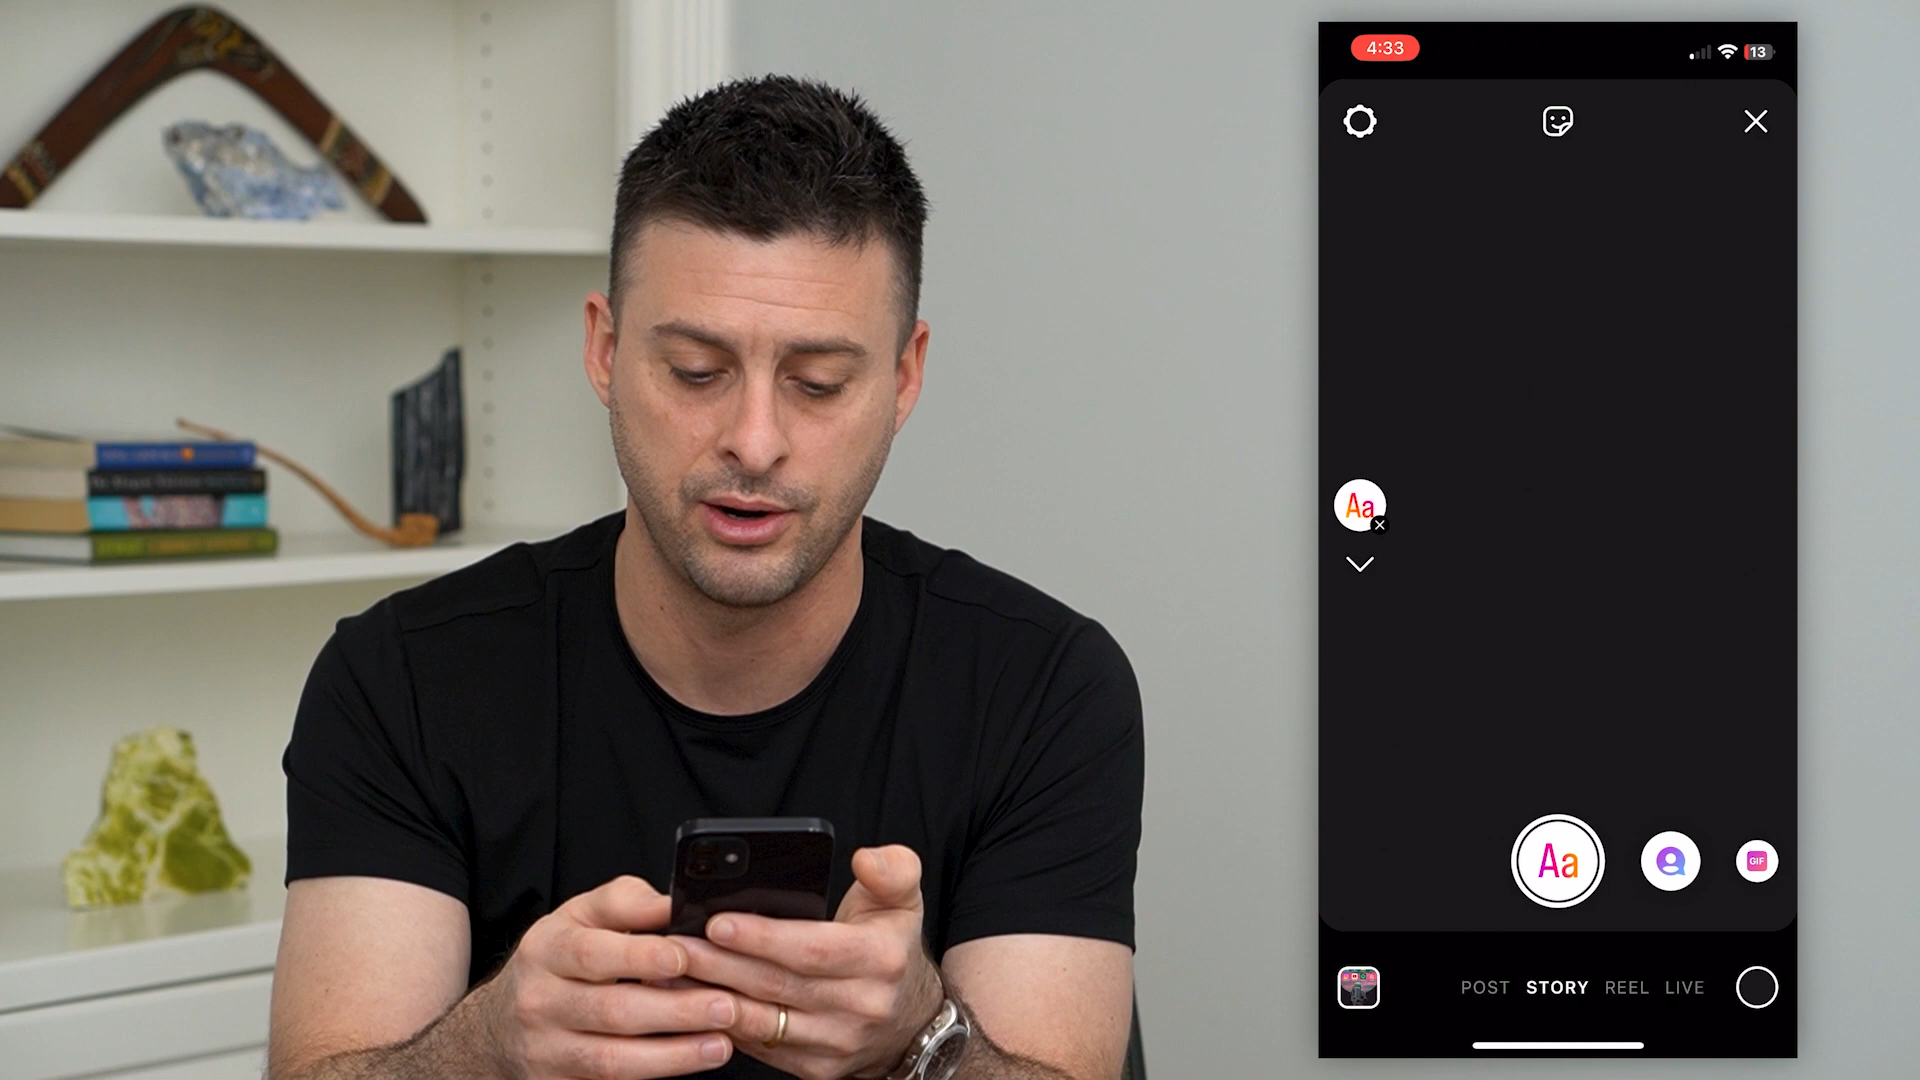 4:33
13
Aa
Aa
GIF
POST STORY REEL LIVE